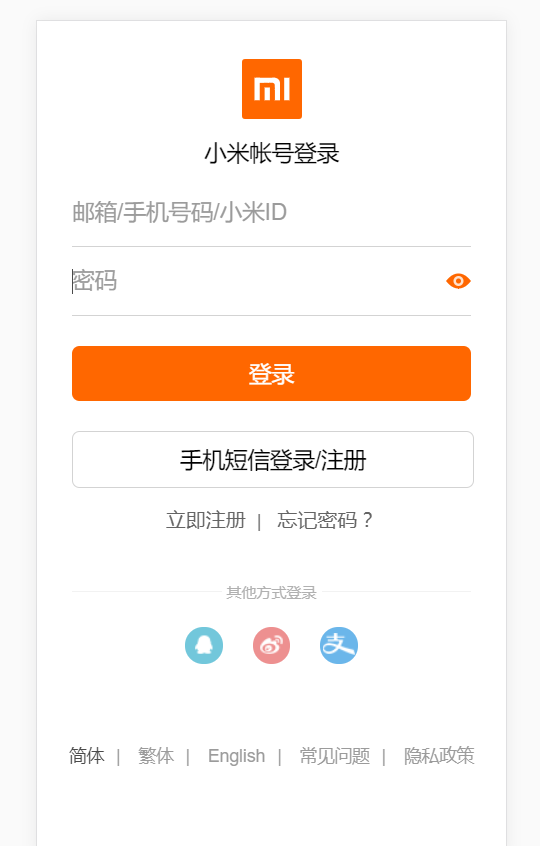 小米帐号登录
邮箱/手机号码/小米ID
密码
登录
手机短信登录/注册
立即注册 | 忘记密码？
其他方式登录
支
简体 | 繁体 | English | 常见问题 | 隐私政策